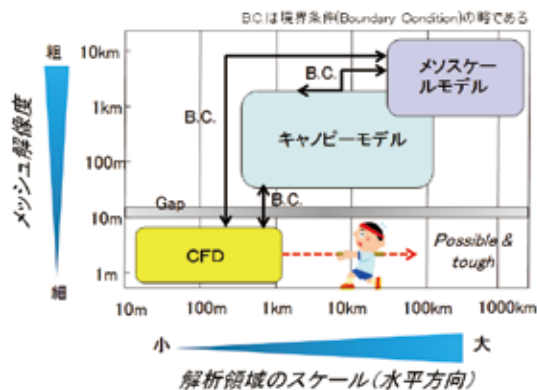 B.C.は境界条件(Boundary Condition)の略である
粗
10km
1km
100m
10m
1m
細
メッシュ解像度
メソスケールモデル
B.C.
B.C.
キャノピーモデル
B.C.
Gap
CFD
Possible &
tough
10m
100m
1km
10km
100km
1000km
小
大
解析領域のスケール(水平方向)